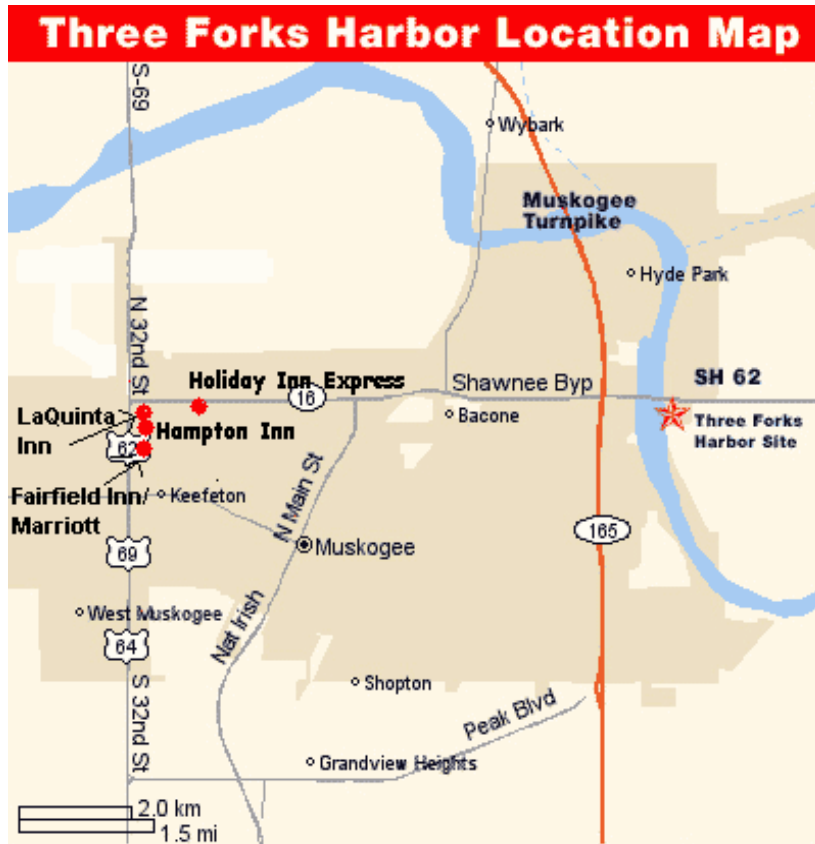 Three Forks Harbor Location Map
S-69
Wybark
Muskogee
Turnpike
Hyde Park
N 32nd St
Holiday Inn Express
16
Shawnee Byp
SH 62
LaQuinta
Inn
Hampton Inn
Bacone
Three Forks
Harbor Site
62
Fairfield Inn/
Marriott
Keefeton
N Main St
69
Muskogee
165
West Muskogee
Nat Irish
64
S 32nd St
Shopton
Peak Blvd
Grandview Heights
2.0 km
1.5 mi